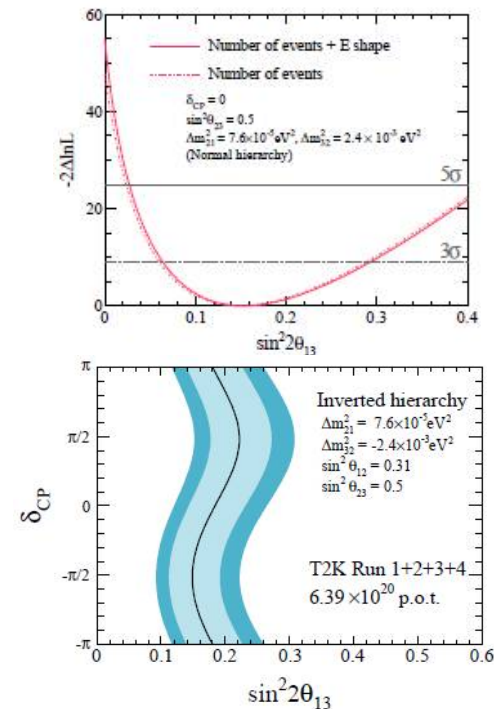 60
Number of events + E shape
Number of events
δCP = 0
sin²θ23 = 0.5
Δm²21 = 7.6×10⁻⁵eV², Δm²32 = 2.4 × 10⁻³ eV²
(Normal hierarchy)
40
-2ΔlnL
5σ
20
3σ
0
0 0.1 0.2 0.3 0.4
sin²2θ13
π
Inverted hierarchy
Δm²21 = 7.6×10⁻⁵eV²
Δm²32 = -2.4×10⁻³eV²
sin² θ12 = 0.31
sin² θ23 = 0.5
π/2
δCP
0
-π/2
T2K Run 1+2+3+4
6.39 ×10²⁰ p.o.t.
-π
0 0.1 0.2 0.3 0.4 0.5 0.6
sin²2θ13